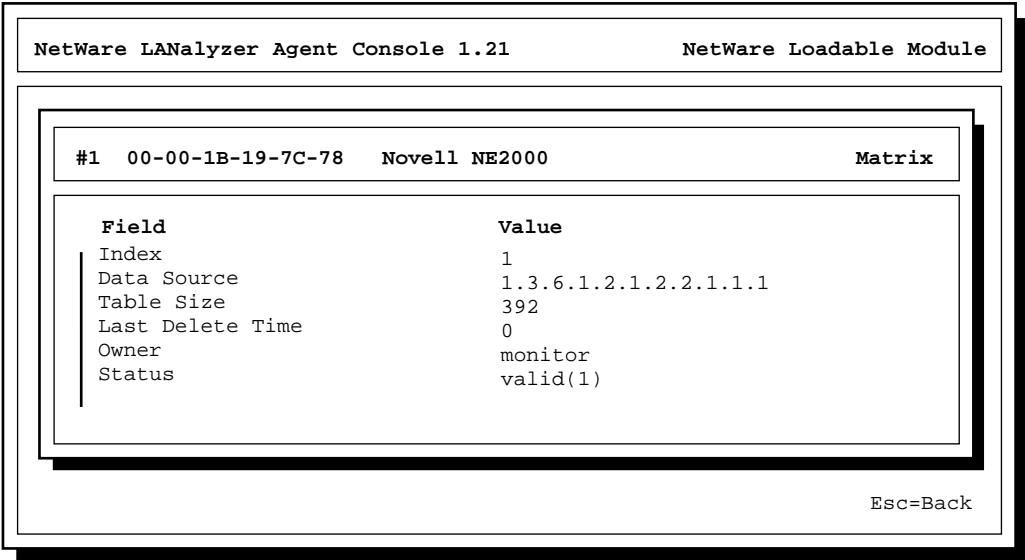 NetWare LANalyzer Agent Console 1.21 NetWare Loadable Module
#1 00-00-1B-19-7C-78 Novell NE2000 Matrix
Field Value
Index 1
Data Source 1.3.6.1.2.1.2.2.1.1.1
Table Size 392
Last Delete Time 0
Owner monitor
Status valid(1)
Esc=Back